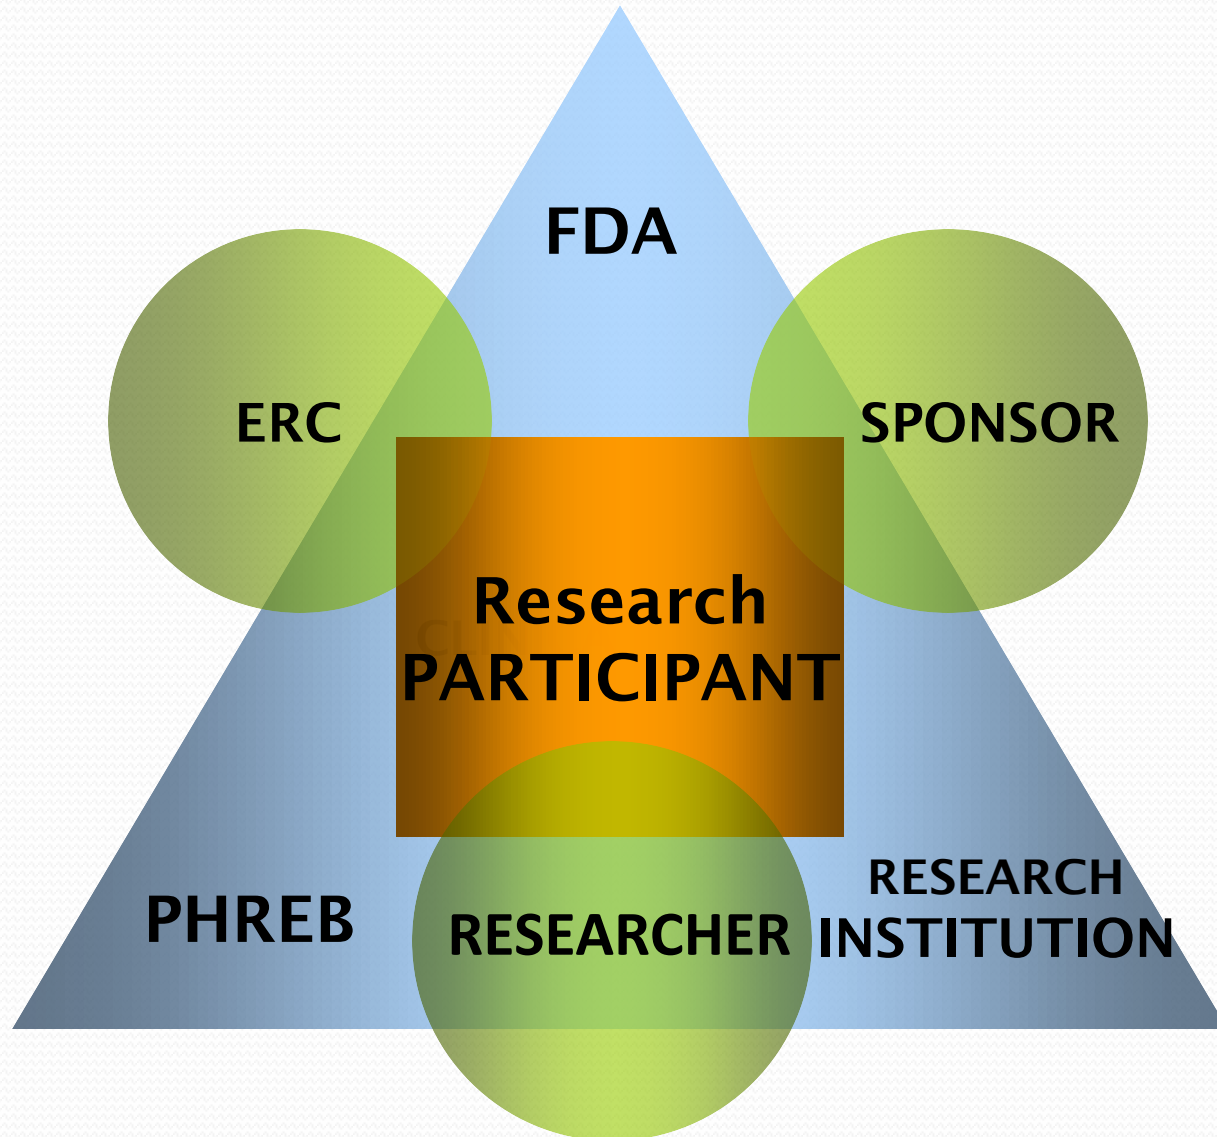 FDA
ERC
SPONSOR
Research
PARTICIPANT
PHREB
RESEARCHER
RESEARCH
INSTITUTION